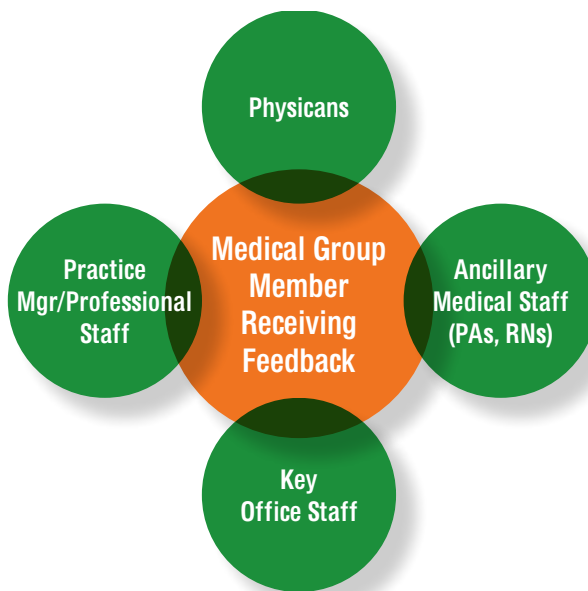 Physicans
Medical Group
Member
Receiving
Feedback
Practice
Mgr/Professional
Staff
Ancillary
Medical Staff
(PAs, RNs)
Key
Office Staff